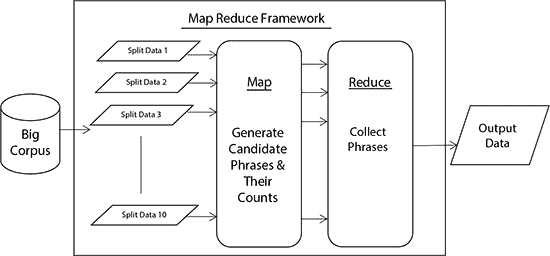 Map Reduce Framework
Split Data 1
Split Data 2
Split Data 3
Split Data 10
Big
Corpus
Map
Generate
Candidate
Phrases &
Their
Counts
Reduce
Collect
Phrases
Output
Data